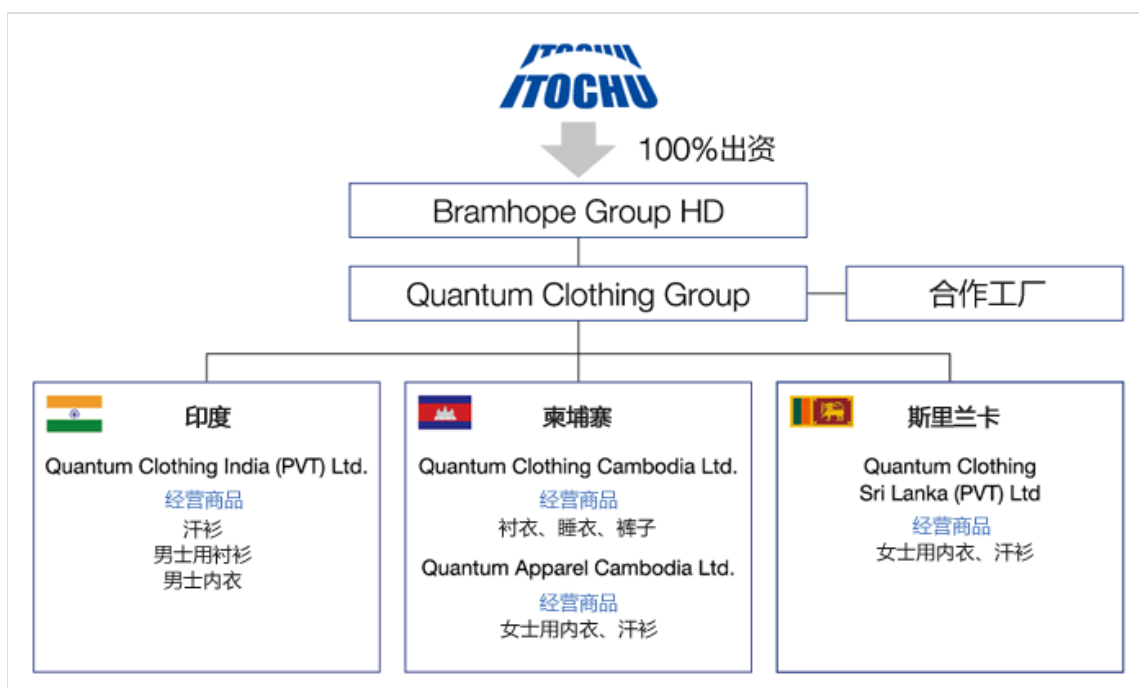 ITOCHU
ITOCHU
100%出资
Bramhope Group HD
Quantum Clothing Group
合作工厂
印度
Quantum Clothing India (PVT) Ltd.
经营商品
汗衫
男士用衬衫
男士内衣
柬埔寨
Quantum Clothing Cambodia Ltd.
经营商品
衬衣、睡衣、裤子
Quantum Apparel Cambodia Ltd.
经营商品
女士用内衣、汗衫
斯里兰卡
Quantum Clothing
Sri Lanka (PVT) Ltd
经营商品
女士用内衣、汗衫